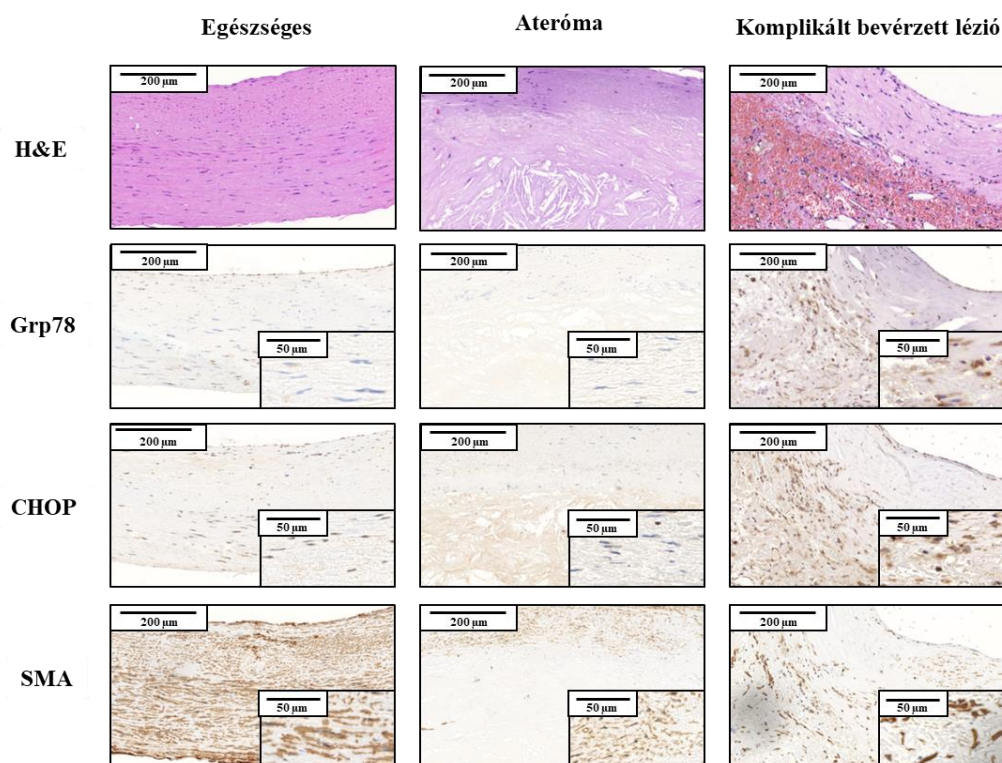 Egészséges Ateróma Komplikált bevérzett lézió
H&E 200 µm 200 µm 200 µm
Grp78 200 µm 200 µm 200 µm
50 µm 50 µm 50 µm
CHOP 200 µm 200 µm 200 µm
50 µm 50 µm 50 µm
SMA 200 µm 200 µm 200 µm
50 µm 50 µm 50 µm